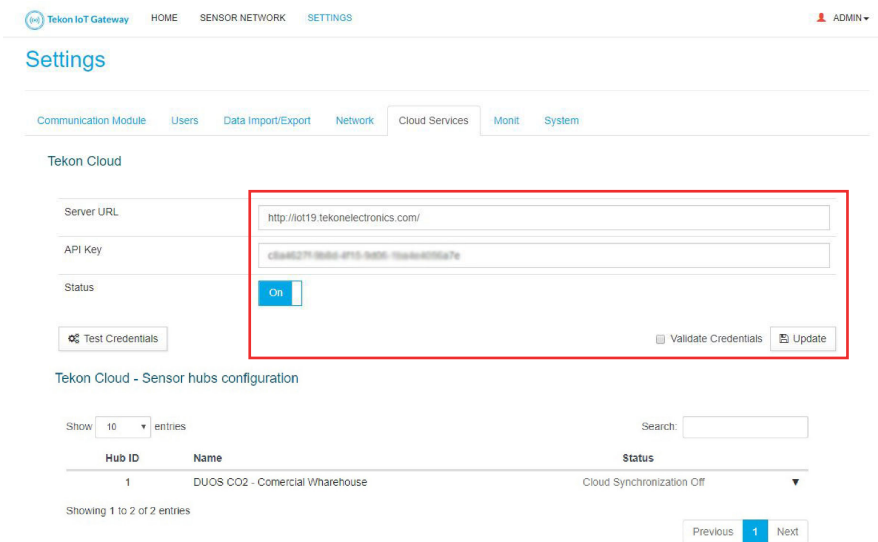 Tekon IoT Gateway HOME SENSOR NETWORK SETTINGS ADMIN
Settings
Communication Module Users Data Import/Export Network Cloud Services Monit System
Tekon Cloud
Server URL http://iot19.tekonelectronics.com/
API Key
Status On
Test Credentials Validate Credentials Update
Tekon Cloud - Sensor hubs configuration
Show 10 entries Search:
Hub ID Name Status
1 DUOS CO2 - Comercial Wharehouse Cloud Synchronization Off
Showing 1 to 2 of 2 entries
Previous 1 Next